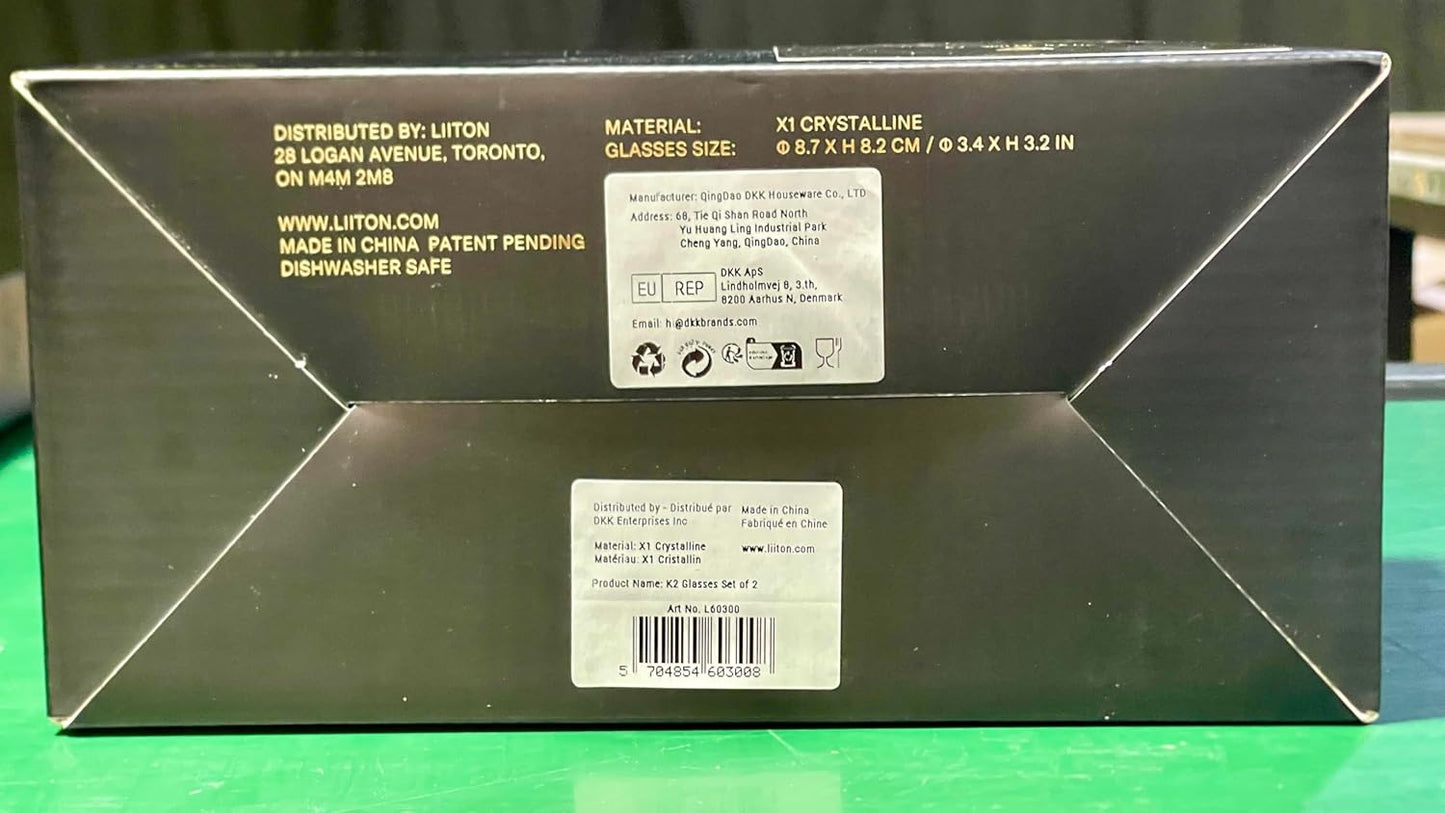 DISTRIBUTED BY: LIITON
28 LOGAN AVENUE, TORONTO,
ON M4M 2M8
WWW.LIITON.COM
MADE IN CHINA PATENT PENDING
DISHWASHER SAFE
MATERIAL: X1 CRYSTALLINE
GLASSES SIZE: Φ 8.7 X H 8.2 CM / Φ 3.4 X H 3.2 IN
Manufacturer: QingDao DKK Houseware Co., LTD
Address: 68, Tie Qi Shan Road North
Yu Huang Ling Industrial Park
Cheng Yang, QingDao, China
EU REP
DKK ApS
Lindholmvej 8, 3.th,
8200 Aarhus N, Denmark
Email: hi@dkkbrands.com
Distributed by - Distribué par
DKK Enterprises Inc
Made in China
Fabriqué en Chine
Material: X1 Crystalline
Matériau: X1 Cristallin
www.liiton.com
Product Name: K2 Glasses Set of 2
Art No. L60300
5 704854 603008